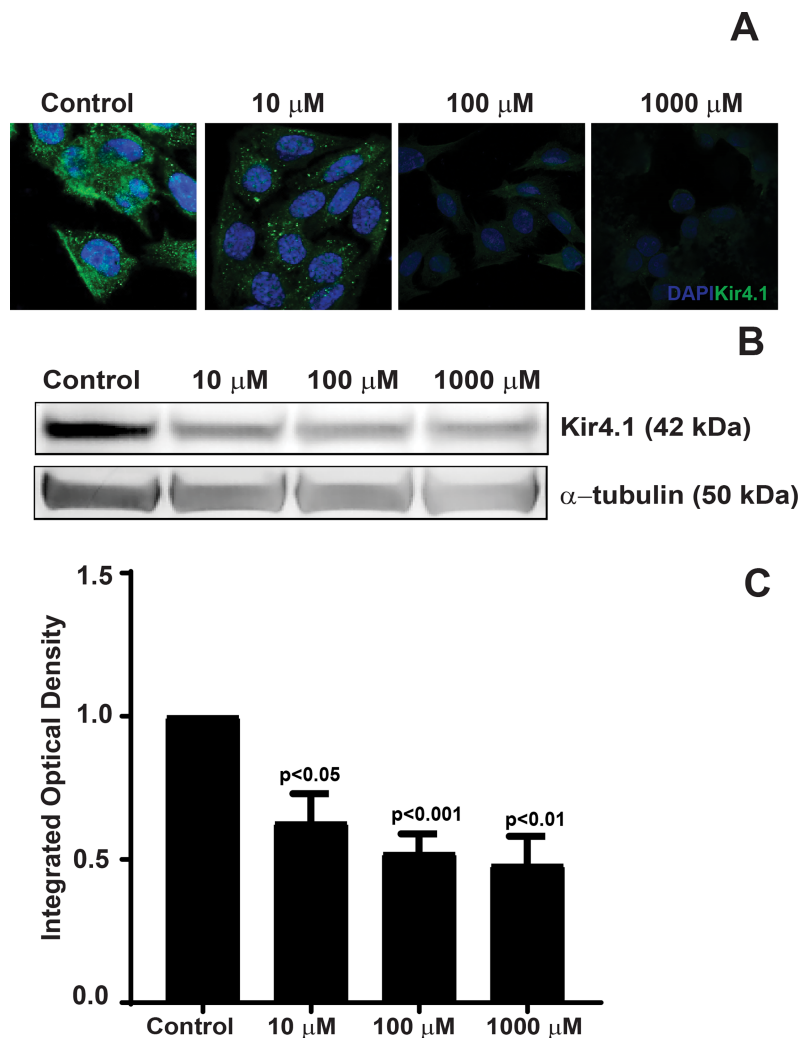 A
Control 10 μM 100 μM 1000 μM
DAPIKir4.1
B
Control 10 μM 100 μM 1000 μM
Kir4.1 (42 kDa)
α–tubulin (50 kDa)
C
Integrated Optical Density
1.5
1.0
0.5
0.0
p<0.05
p<0.001
p<0.01
Control 10 μM 100 μM 1000 μM